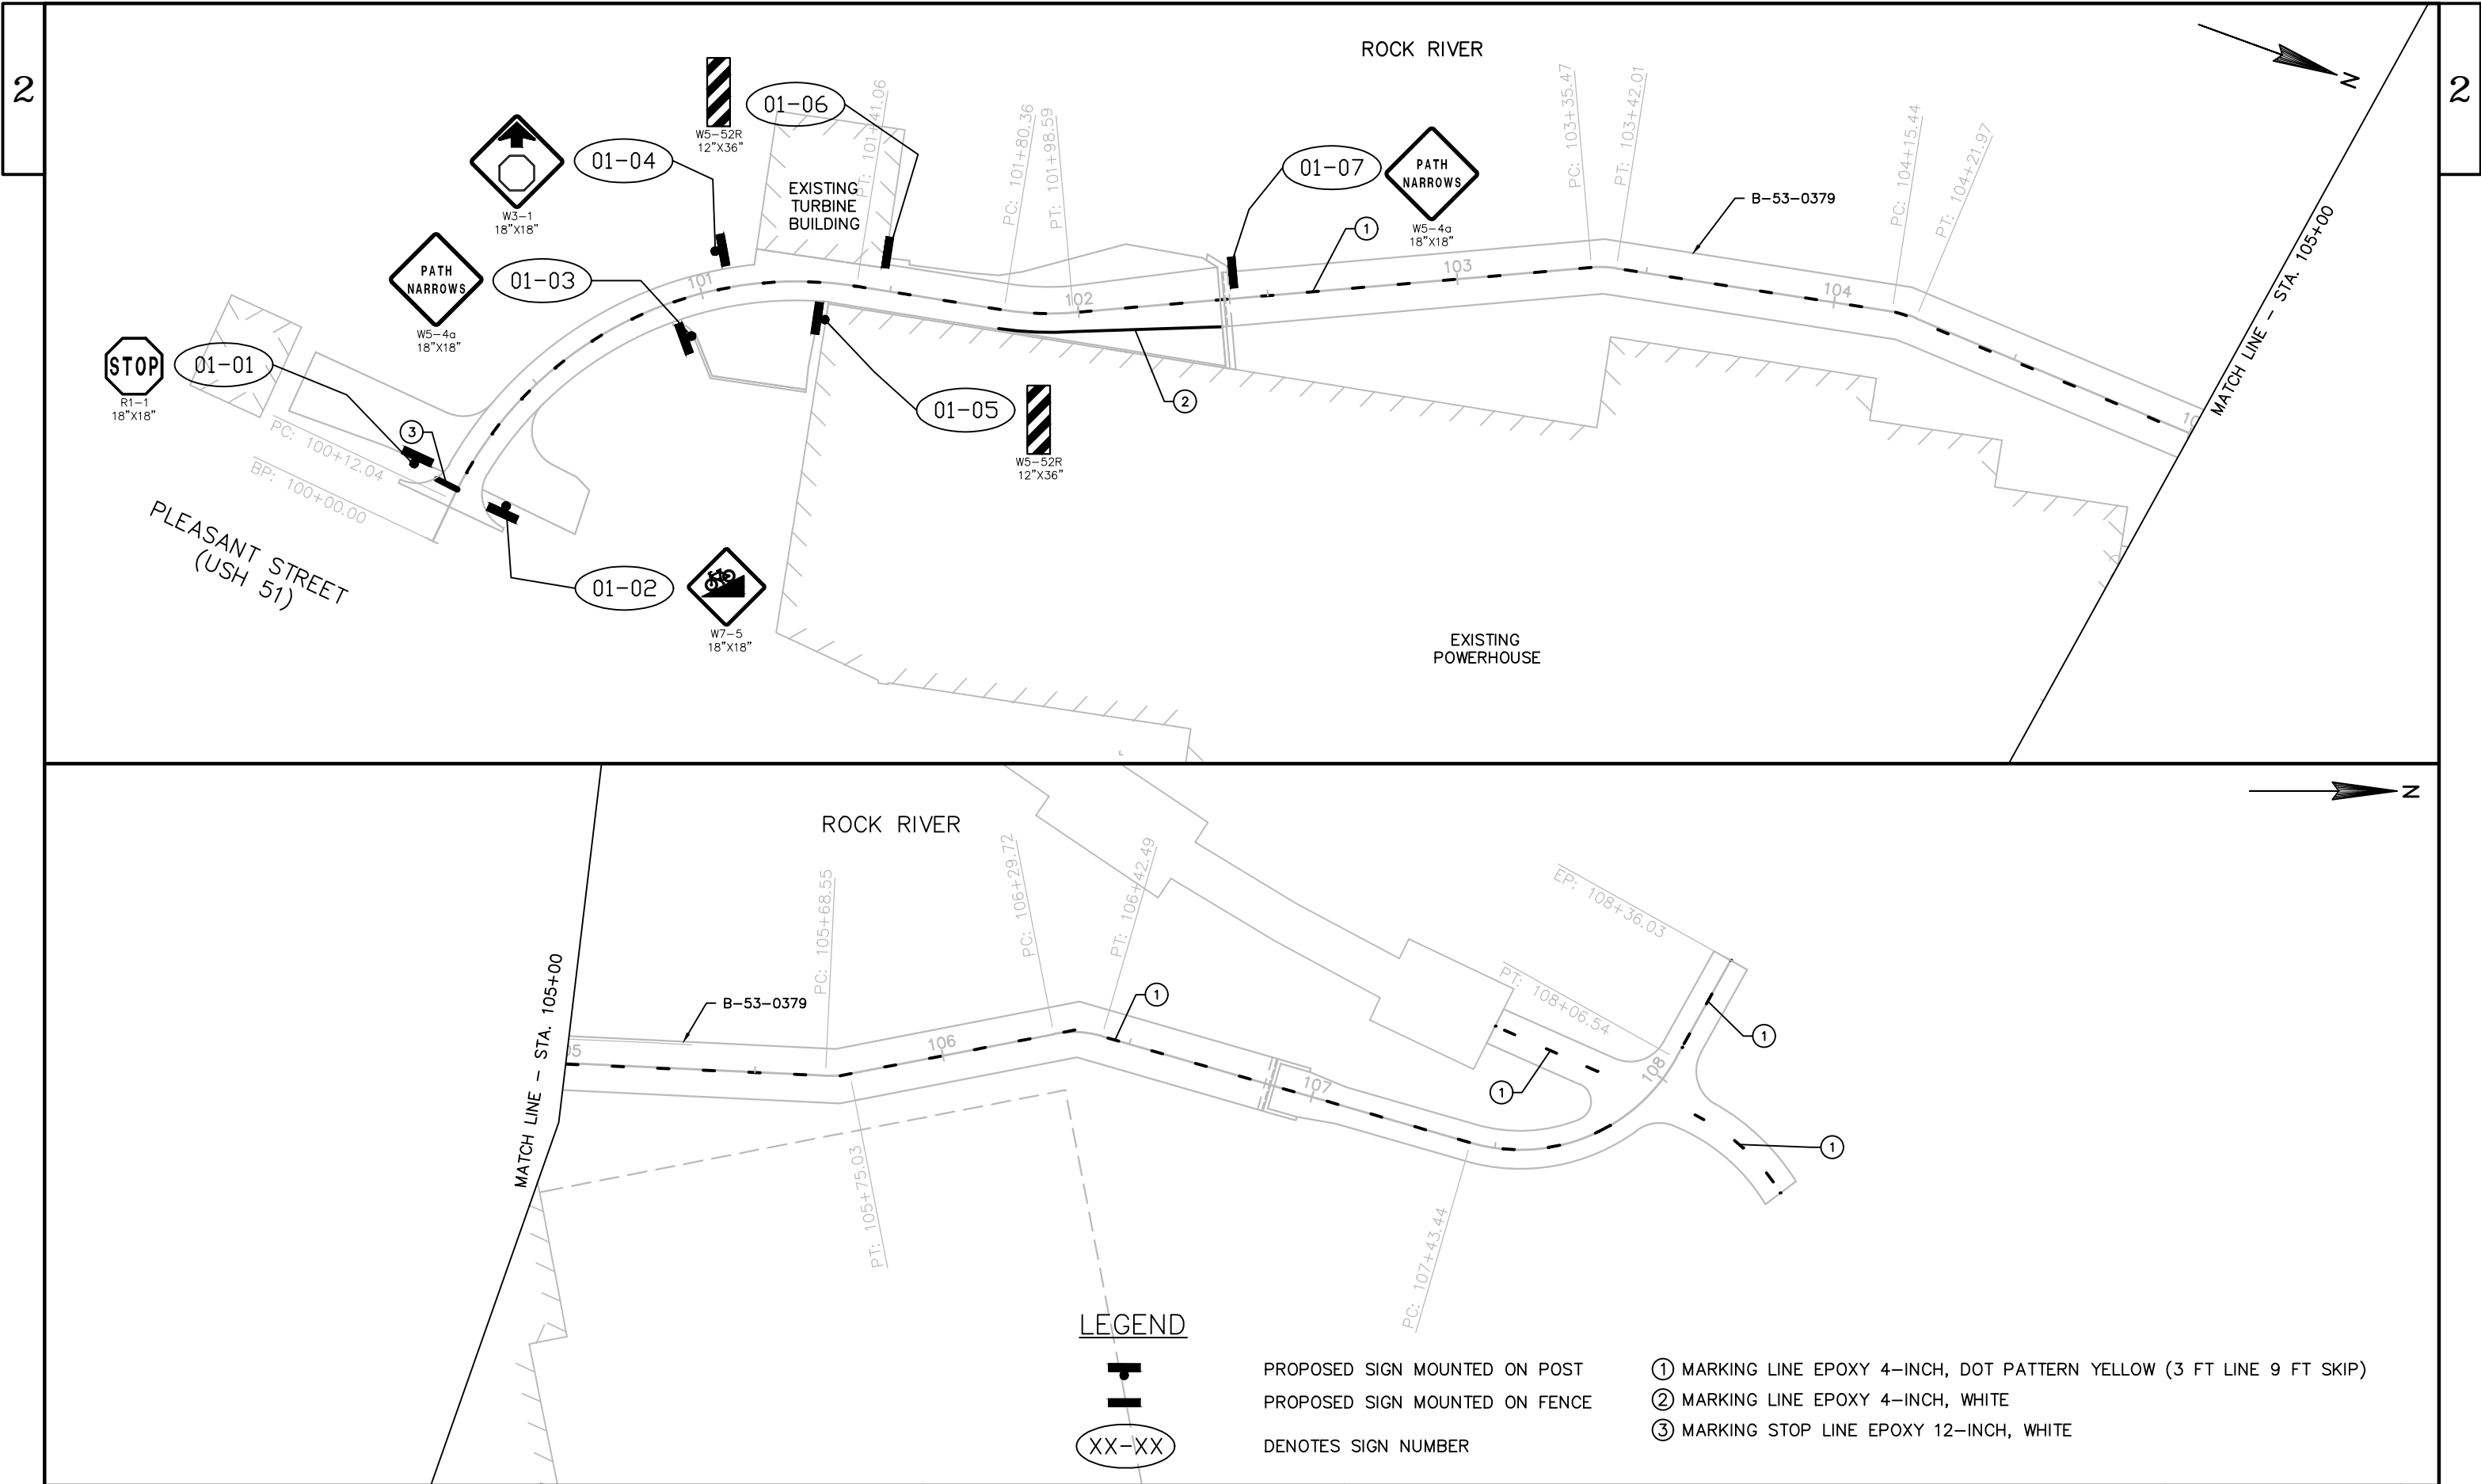 2
2
ROCK RIVER
N
W5-52R
12"X36"
01-06
PT: 101+41.06
PC: 101+80.36
PT: 101+98.59
PC: 103+35.47
PT: 103+42.01
PC: 104+15.44
PT: 104+21.97
01-04
W3-1
18"X18"
EXISTING
TURBINE
BUILDING
01-07
PATH
NARROWS
W5-4a
18"X18"
1
B-53-0379
MATCH LINE - STA. 105+00
PATH
NARROWS
W5-4a
18"X18"
01-03
101
102
103
104
STOP
R1-1
18"X18"
01-01
3
2
01-05
W5-52R
12"X36"
PC: 100+12.04
BP: 100+00.00
PLEASANT STREET
(USH 51)
01-02
W7-5
18"X18"
EXISTING
POWERHOUSE
ROCK RIVER
N
MATCH LINE - STA. 105+00
05
B-53-0379
PC: 105+68.55
PT: 105+75.03
106
PC: 106+29.72
PT: 106+42.49
1
107
PC: 107+43.44
EP: 108+36.03
PT: 108+06.54
108
1
1
1
LEGEND
PROPOSED SIGN MOUNTED ON POST
PROPOSED SIGN MOUNTED ON FENCE
XX-XX DENOTES SIGN NUMBER
1 MARKING LINE EPOXY 4-INCH, DOT PATTERN YELLOW (3 FT LINE 9 FT SKIP)
2 MARKING LINE EPOXY 4-INCH, WHITE
3 MARKING STOP LINE EPOXY 12-INCH, WHITE